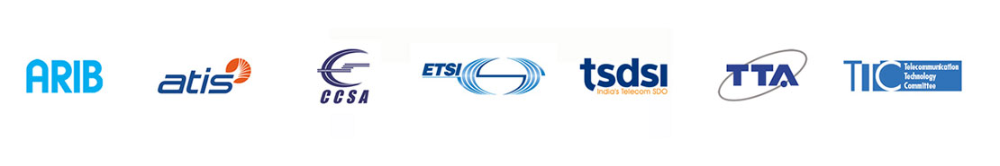 ARIB
atis
CCSA
ETSI
tsdsi
India's Telecom SDO
TTA
TTC
Telecommunication
Technology
Committee